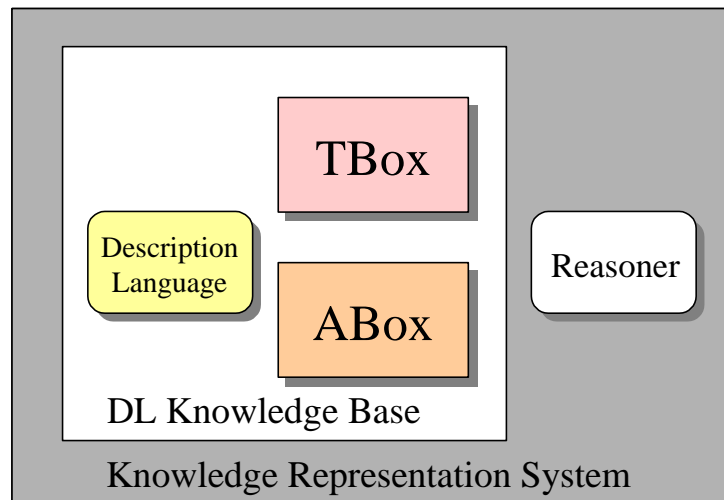 TBox
Description
Language
Reasoner
ABox
DL Knowledge Base
Knowledge Representation System